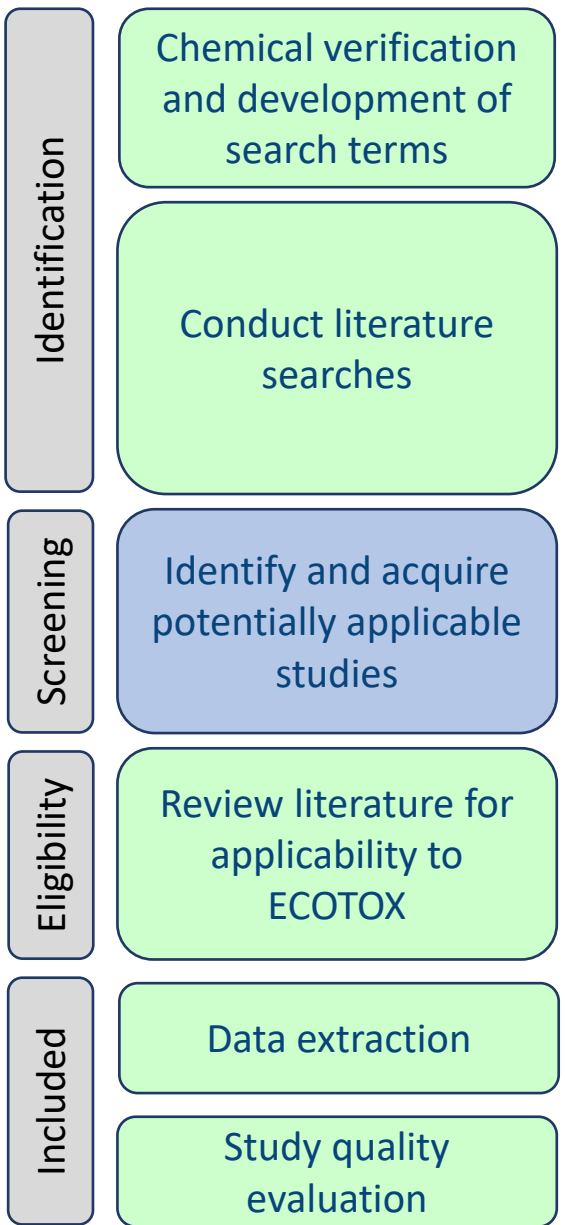 Identification
Chemical verification
and development of
search terms
Conduct literature
searches
Screening
Identify and acquire
potentially applicable
studies
Eligibility
Review literature for
applicability to
ECOTOX
Included
Data extraction
Study quality
evaluation